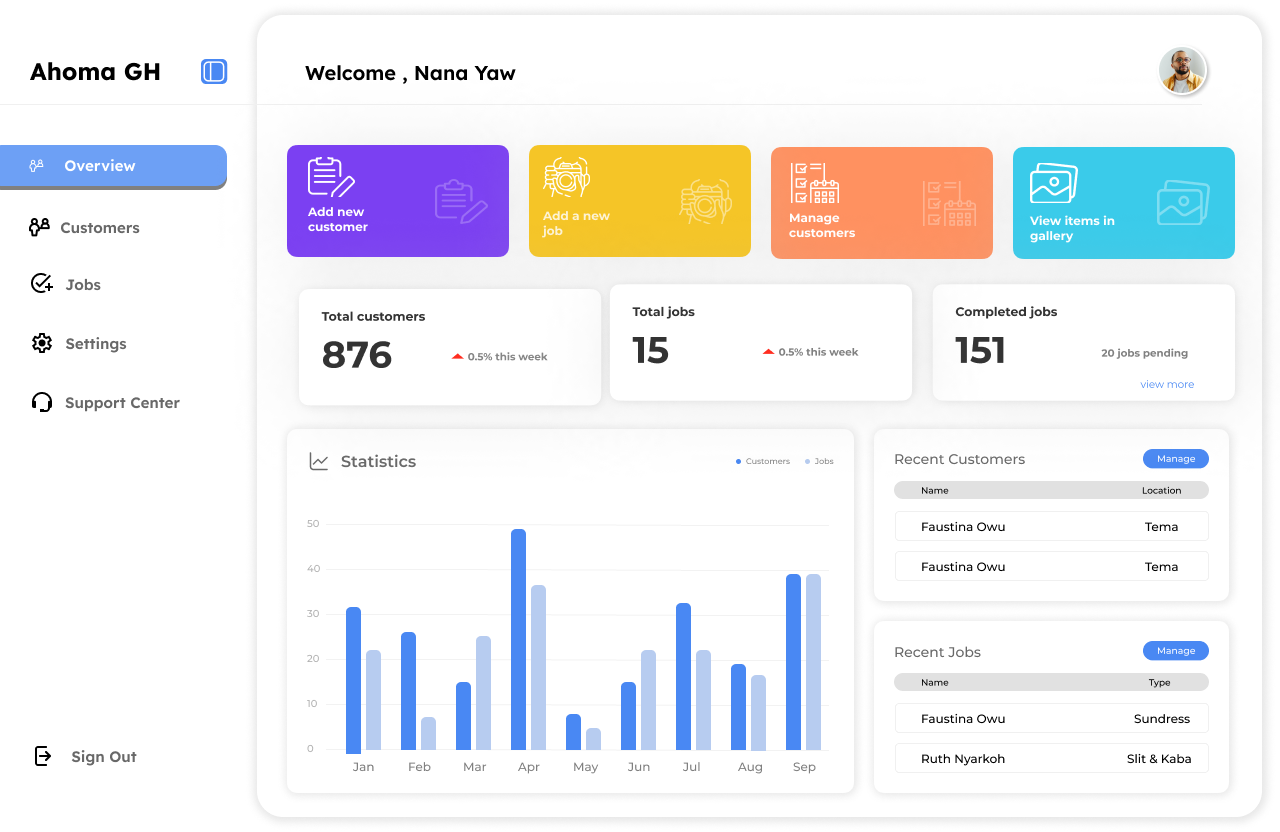 Ahoma GH
Welcome , Nana Yaw
Overview
Customers
Jobs
Settings
Support Center
Sign Out
Add new
customer
Add a new
job
Manage
customers
View items in
gallery
Total customers
876
0.5% this week
Total jobs
15
0.5% this week
Completed jobs
151
20 jobs pending
view more
Statistics
Customers
Jobs
50
40
30
20
10
0
Jan
Feb
Mar
Apr
May
Jun
Jul
Aug
Sep
Recent Customers
Manage
Name
Location
Faustina Owu
Tema
Faustina Owu
Tema
Recent Jobs
Manage
Name
Type
Faustina Owu
Sundress
Ruth Nyarkoh
Slit & Kaba